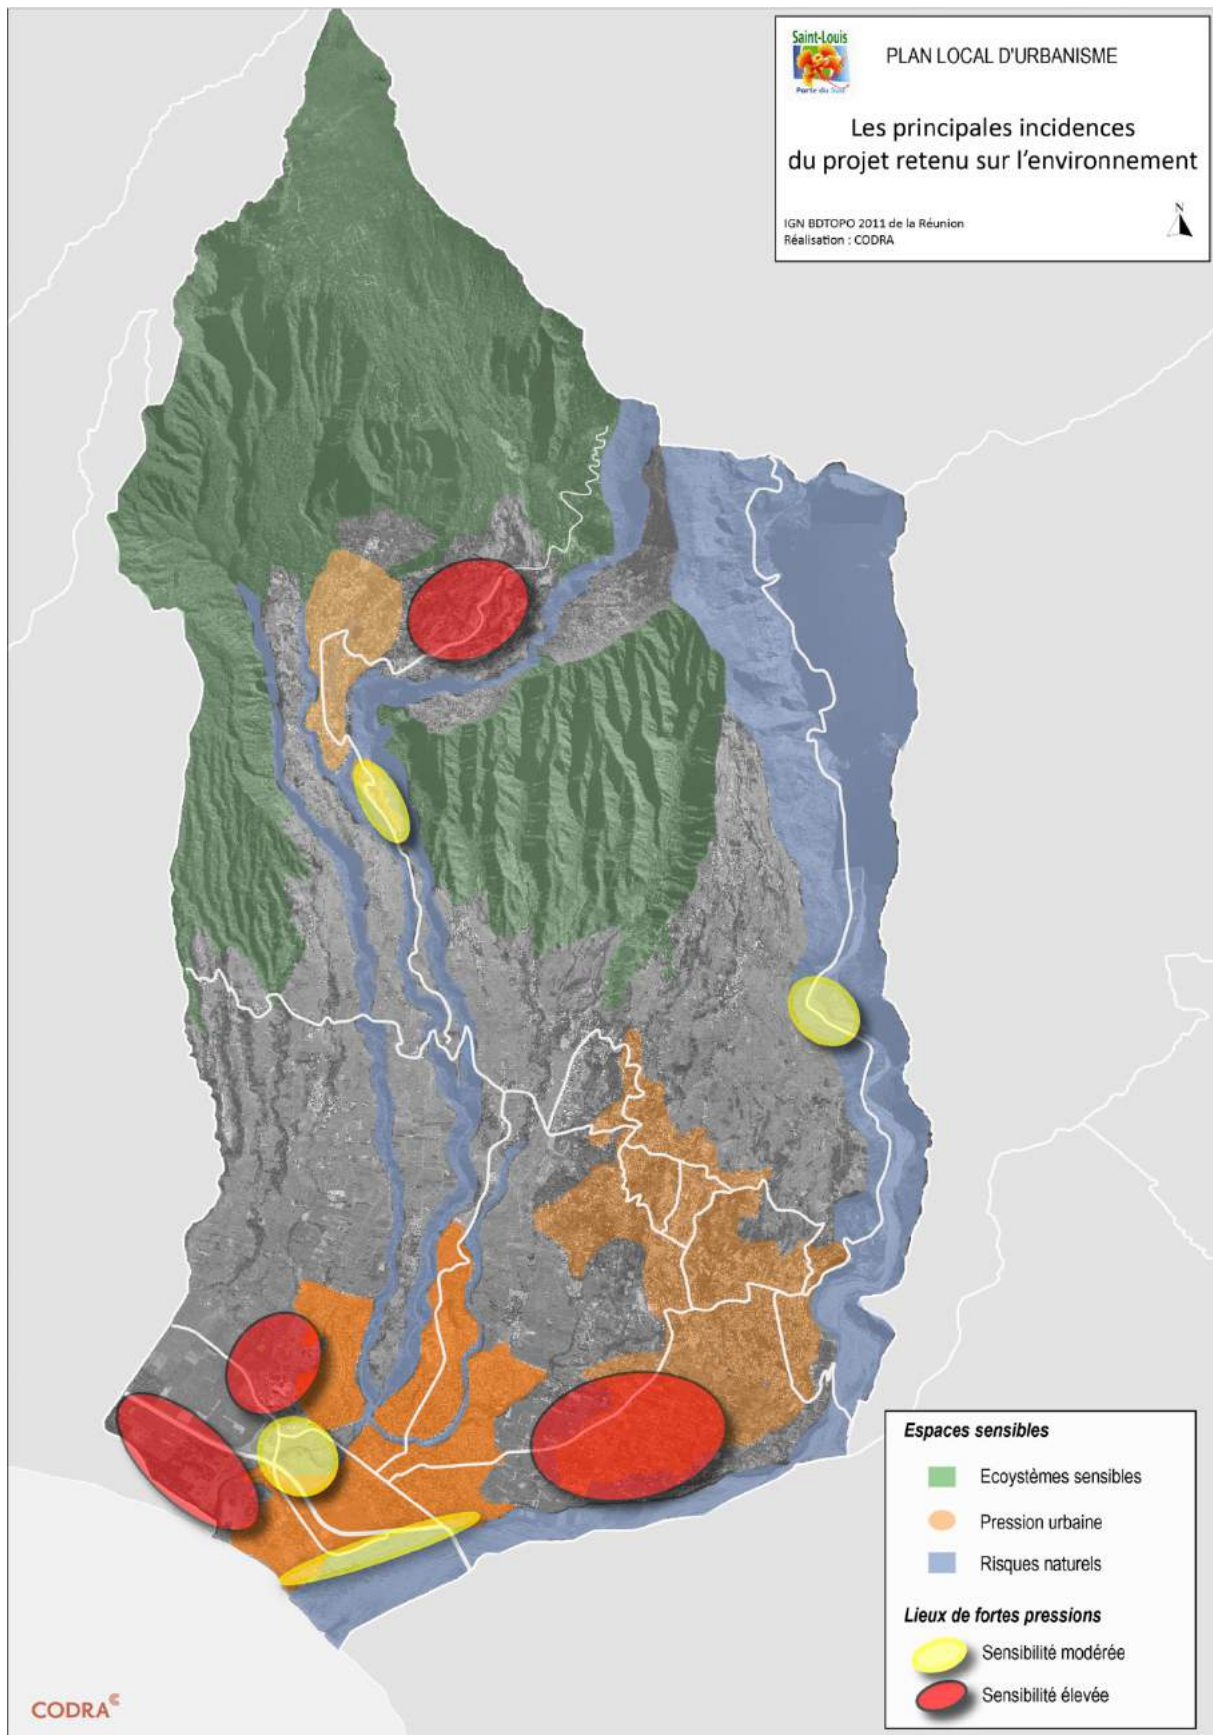 Saint-Louis
Porte du Sud
PLAN LOCAL D'URBANISME
Les principales incidences
du projet retenu sur l'environnement
IGN BDTOPO 2011 de la Réunion
Réalisation : CODRA
N
Espaces sensibles
Ecoystèmes sensibles
Pression urbaine
Risques naturels
Lieux de fortes pressions
Sensibilité modérée
Sensibilité élevée
CODRA